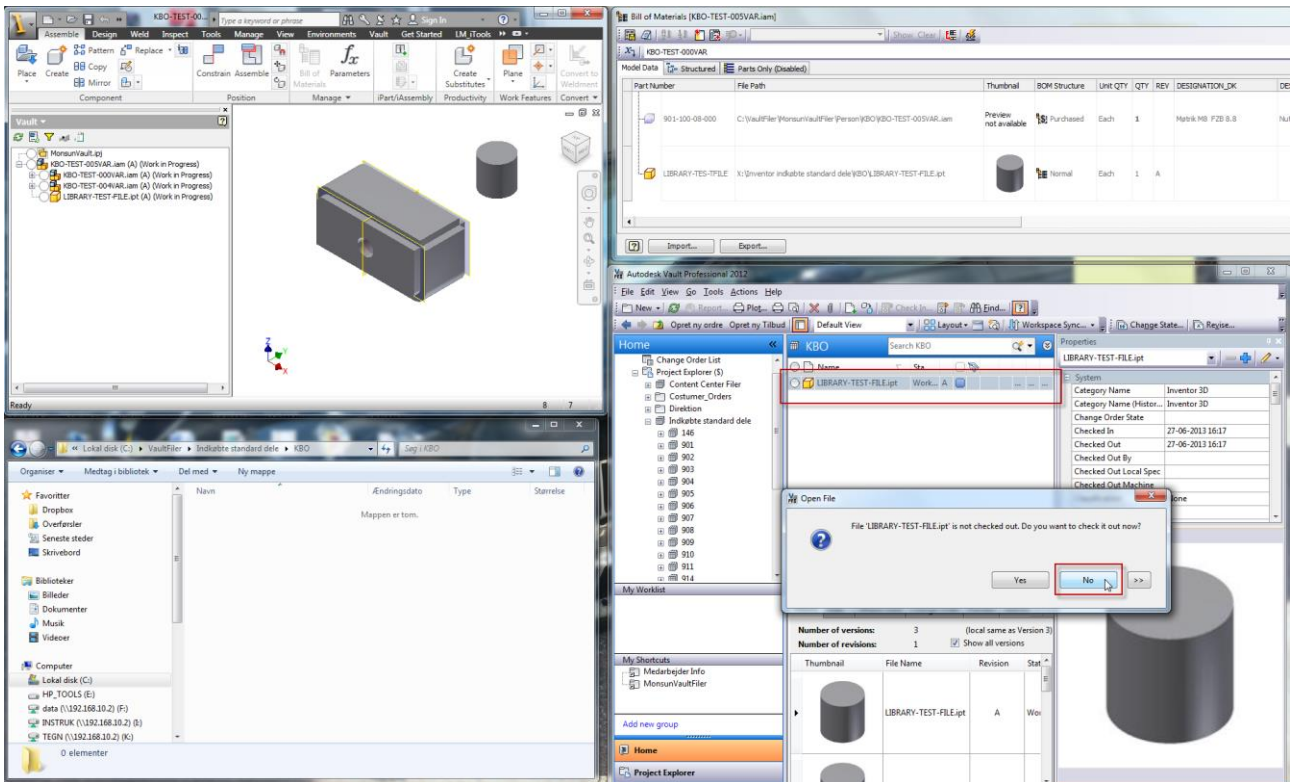 KBO-TEST-00...
Type a keyword or phrase
Sign In
Assemble Design Weld Inspect Tools Manage View Environments Vault Get Started LM_iTools
Place Create Pattern Replace Mirror Constrain Assemble Bill of Materials Parameters Create Substitutes Plane Convert to Weldment
Component Position Manage iPart/iAssembly Productivity Work Features Convert
Vault
MonsunVault.ipj
KBO-TEST-005VAR.iam (A) (Work in Progress)
KBO-TEST-000VAR.iam (A) (Work in Progress)
KBO-TEST-004VAR.iam (A) (Work in Progress)
LIBRARY-TEST-FILE.ipt (A) (Work in Progress)
Z
Y
X
Ready 8 7
Bill of Materials [KBO-TEST-005VAR.iam]
Show Clear
KBO-TEST-000VAR
Model Data Structured Parts Only (Disabled)
Part Number File Path Thumbnail BOM Structure Unit QTY QTY REV DESIGNATION_DK DES
901-100-08-000 C:\VaultFiler\MonsunVaultFiler\Person\KBO\KBO-TEST-005VAR.iam Preview not available Purchased Each 1 Møtrik M8 FZB 8.8 Nut
LIBRARY-TES-TFILE X:\Inventor indkøbte standard dele\KBO\LIBRARY-TEST-FILE.ipt Normal Each 1 A
Import... Export...
Autodesk Vault Professional 2012
File Edit View Go Tools Actions Help
New Report... Plot... Check In... Find...
Opret ny ordre Opret ny Tilbud Default View Layout Workspace Sync... Change State... Revise...
Home
Change Order List
Project Explorer ($)
Content Center Filer
Costumer_Orders
Direktion
Indkøbte standard dele
146
901
902
903
904
905
906
907
908
909
910
911
914
My Worklist
My Shortcuts
Medarbejder Info
MonsunVaultFiler
Add new group
Home
Project Explorer
KBO Search KBO
Name Sta...
LIBRARY-TEST-FILE.ipt Work... A
Properties
LIBRARY-TEST-FILE.ipt
System
Category Name Inventor 3D
Category Name (Histor... Inventor 3D
Change Order State
Checked In 27-06-2013 16:17
Checked Out 27-06-2013 16:17
Checked Out By
Checked Out Local Spec
Checked Out Machine
Open File
File 'LIBRARY-TEST-FILE.ipt' is not checked out. Do you want to check it out now?
Yes No >>
Number of versions: 3 (local same as Version 3)
Number of revisions: 1 Show all versions
Thumbnail File Name Revision Stat
LIBRARY-TEST-FILE.ipt A Wor
« Lokal disk (C:) VaultFiler Indkøbte standard dele KBO Søg i KBO
Organiser Medtag i bibliotek Del med Ny mappe
Navn Ændringsdato Type Størrelse
Mappen er tom.
Favoritter
Dropbox
Overførsler
Seneste steder
Skrivebord
Biblioteker
Billeder
Dokumenter
Musik
Videoer
Computer
Lokal disk (C:)
HP_TOOLS (E:)
data (\\192.168.10.2) (F:)
INSTRUK (\\192.168.10.2) (I:)
TEGN (\\192.168.10.2) (K:)
0 elementer